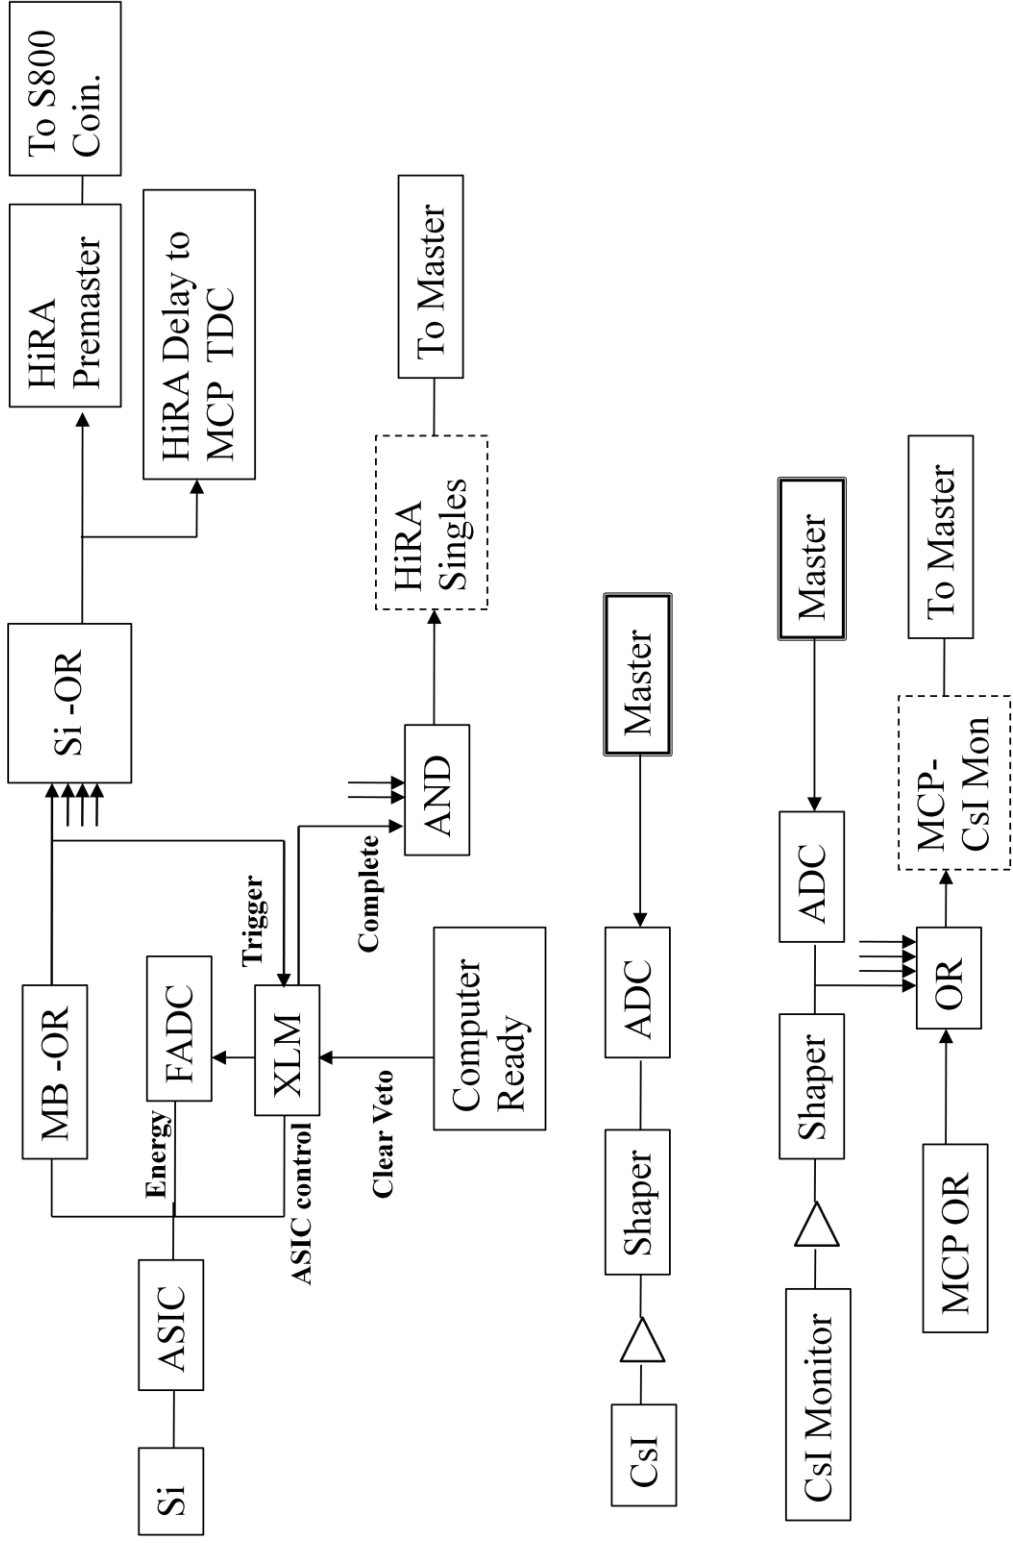 Si
ASIC
MB -OR
Energy
FADC
ASIC control
XLM
Trigger
Clear Veto
Computer
Ready
Complete
AND
Si -OR
HiRA
Premaster
To S800
Coin.
HiRA Delay to
MCP TDC
HiRA
Singles
To Master
CsI
Shaper
ADC
Master
CsI Monitor
Shaper
ADC
Master
MCP OR
OR
MCP-
CsI Mon
To Master